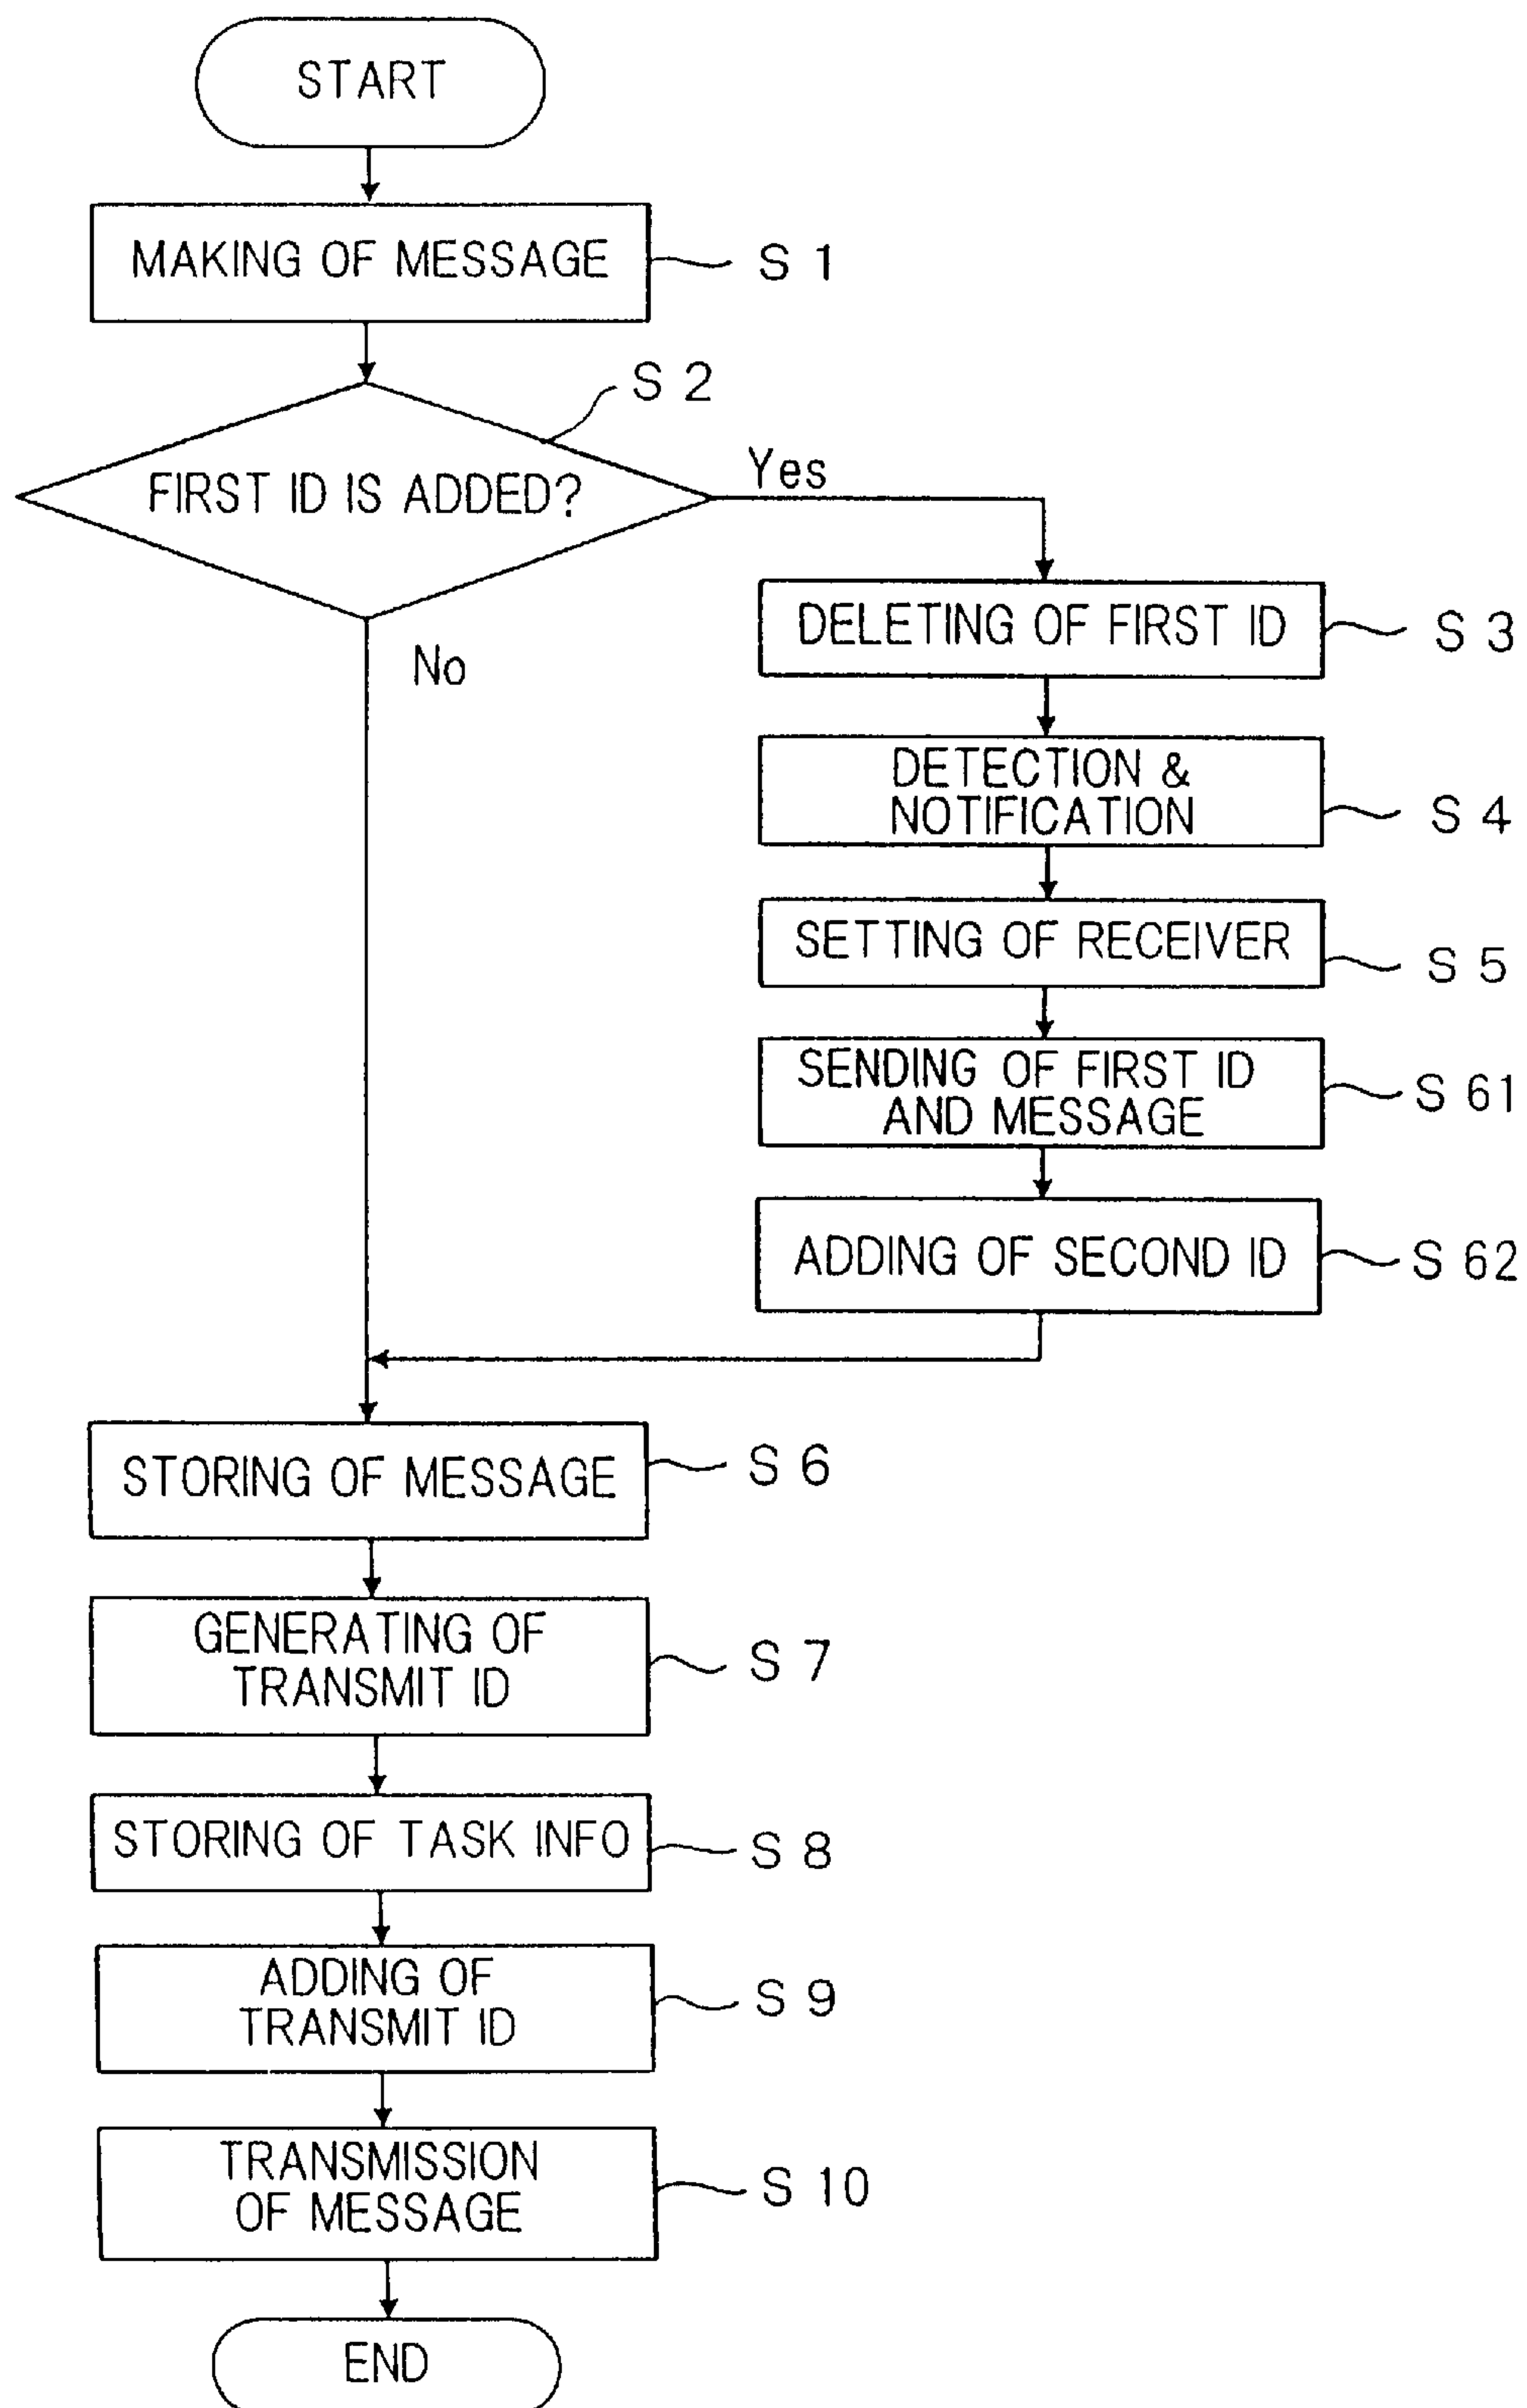 START
MAKING OF MESSAGE
S 1
S 2
FIRST ID IS ADDED?
Yes
No
DELETING OF FIRST ID
S 3
DETECTION &
NOTIFICATION
S 4
SETTING OF RECEIVER
S 5
SENDING OF FIRST ID
AND MESSAGE
S 61
ADDING OF SECOND ID
S 62
STORING OF MESSAGE
S 6
GENERATING OF
TRANSMIT ID
S 7
STORING OF TASK INFO
S 8
ADDING OF
TRANSMIT ID
S 9
TRANSMISSION
OF MESSAGE
S 10
END